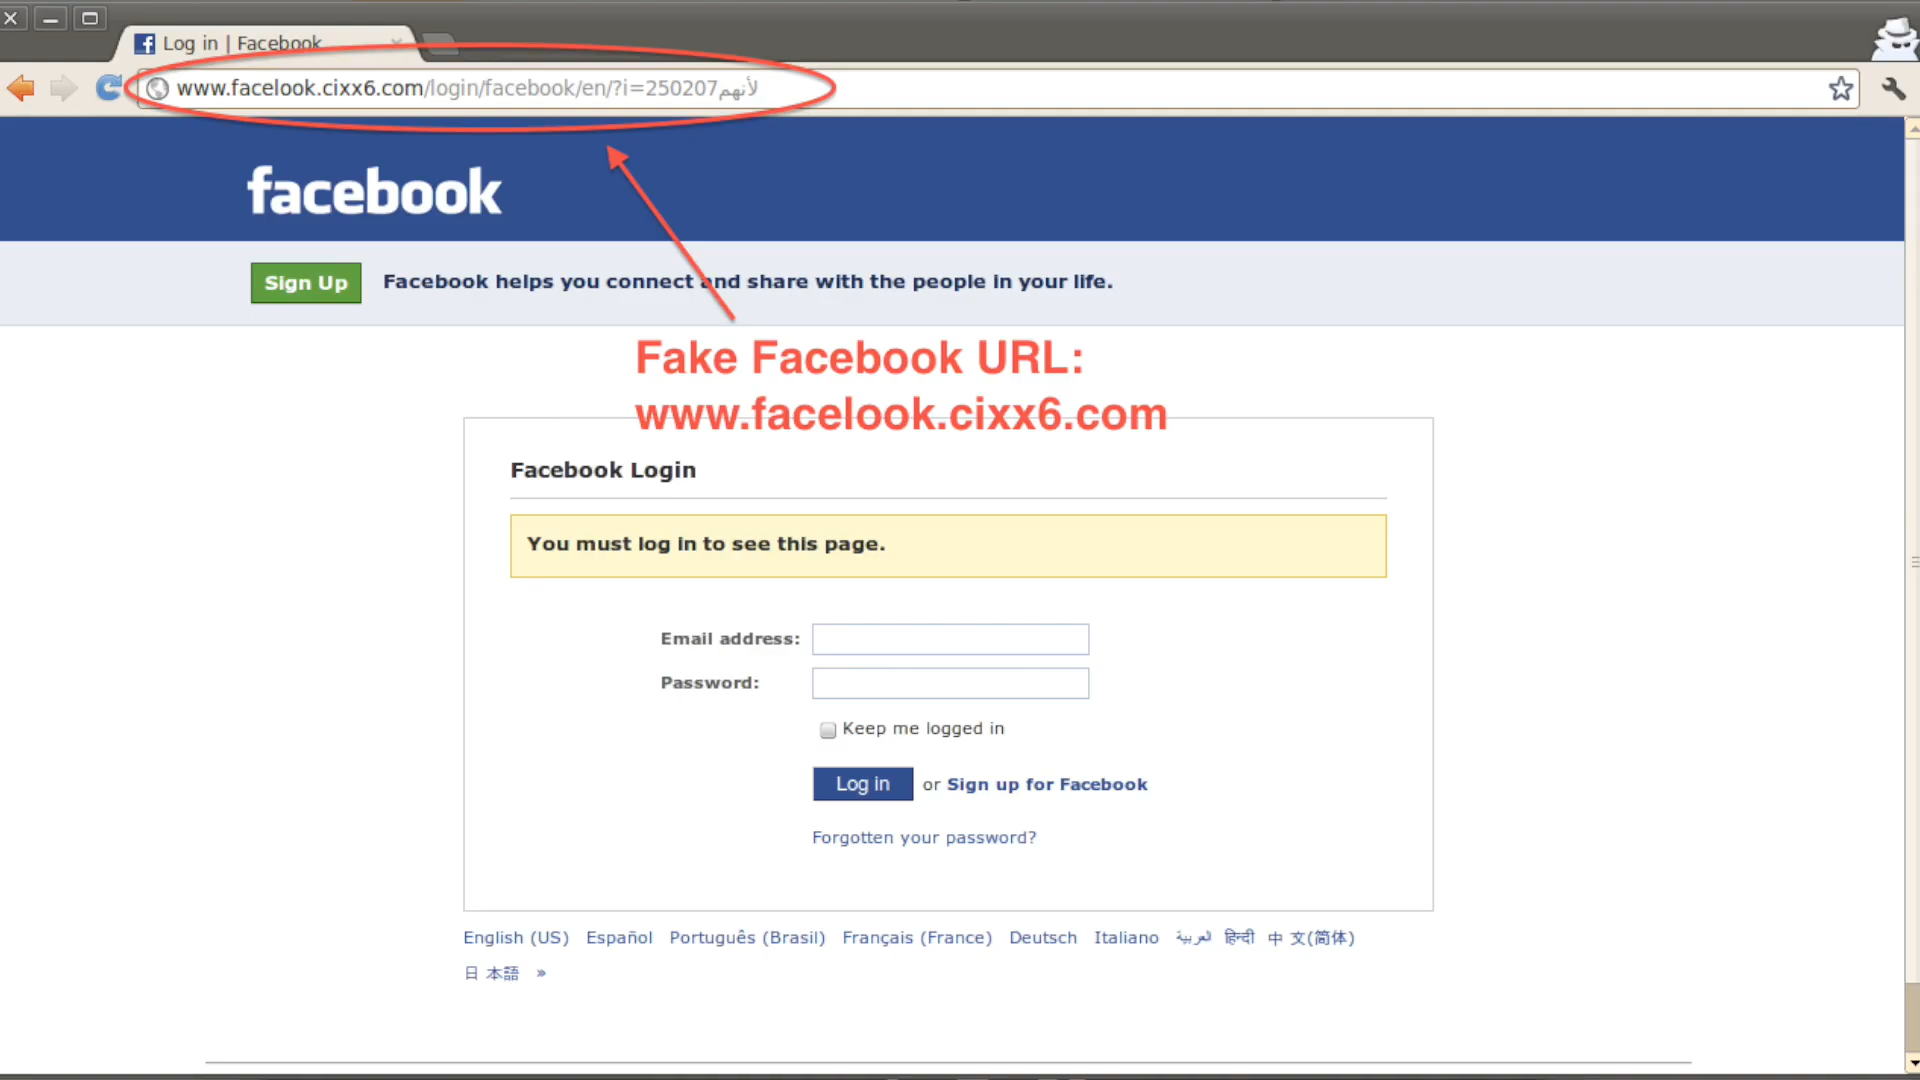 Log in | Facebook
www.facelook.cixx6.com/login/facebook/en/?i=250207لأنهم
facebook
Sign Up Facebook helps you connect and share with the people in your life.
Fake Facebook URL:
www.facelook.cixx6.com
Facebook Login
You must log in to see this page.
Email address:
Password:
Keep me logged in
Log in or Sign up for Facebook
Forgotten your password?
English (US) Español Português (Brasil) Français (France) Deutsch Italiano العربية हिन्दी 中文(简体)
日本語 »